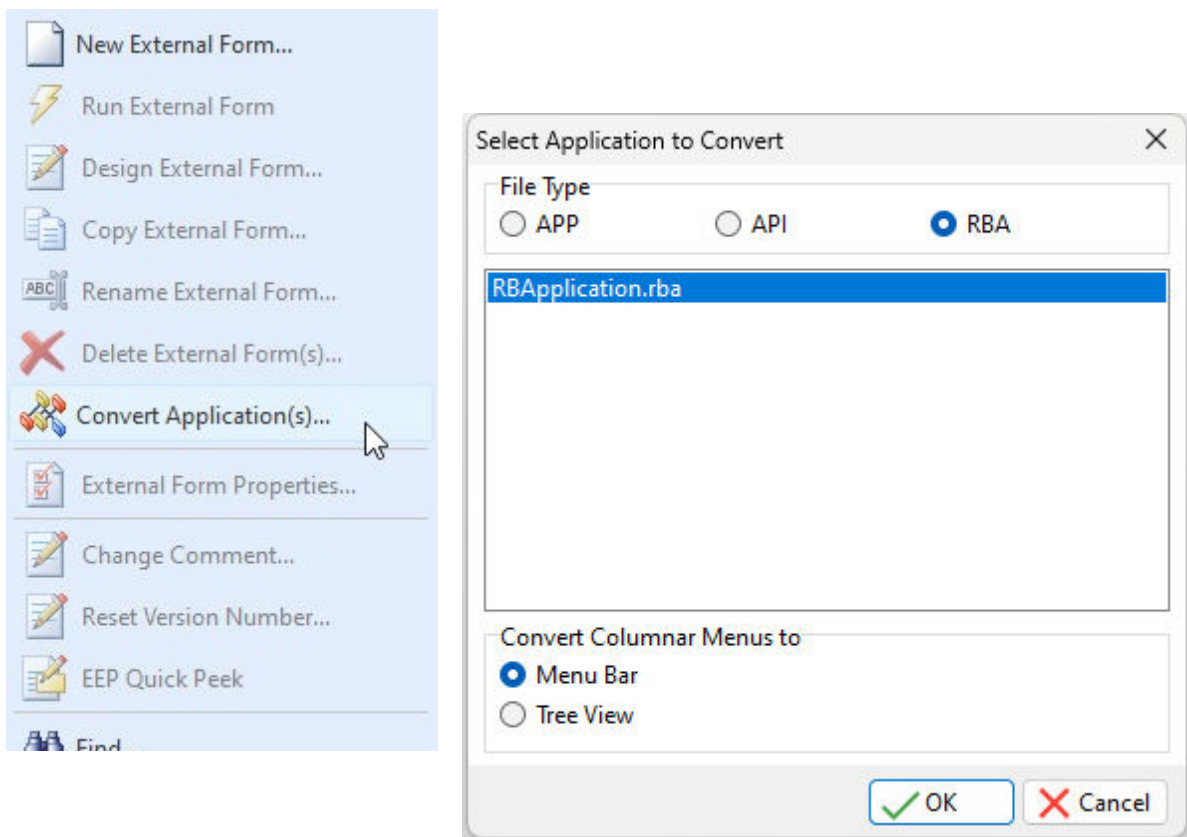 New External Form...
Run External Form
Design External Form...
Copy External Form...
ABC
Rename External Form...
Delete External Form(s)...
Convert Application(s)...
External Form Properties...
Change Comment...
Reset Version Number...
EEP Quick Peek
Find...
Select Application to Convert
File Type
APP
API
RBA
RBApplication.rba
Convert Columnar Menus to
Menu Bar
Tree View
OK
Cancel